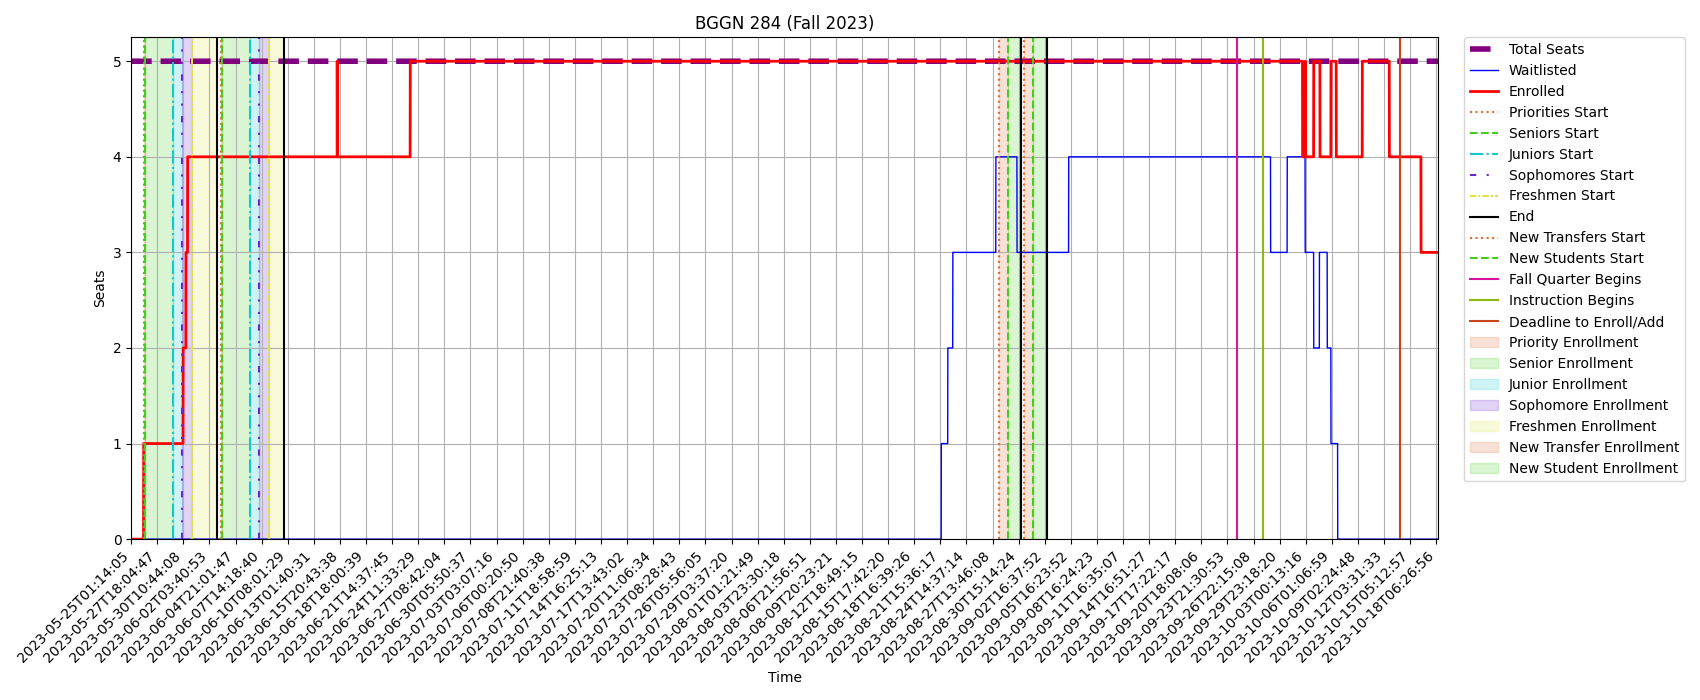 BGGN 284 (Fall 2023)
Seats
5
4
3
2
1
0
2023-05-25T01:14:05
2023-05-27T18:04:47
2023-05-30T10:44:08
2023-06-02T03:40:53
2023-06-04T21:01:47
2023-06-07T14:18:40
2023-06-10T08:01:29
2023-06-13T01:40:31
2023-06-15T20:43:38
2023-06-18T18:00:39
2023-06-21T14:37:45
2023-06-24T11:33:29
2023-06-27T08:42:04
2023-06-30T05:50:37
2023-07-03T03:07:16
2023-07-06T00:20:50
2023-07-08T21:40:38
2023-07-11T18:58:59
2023-07-14T16:25:13
2023-07-17T13:43:02
2023-07-20T11:06:34
2023-07-23T08:28:43
2023-07-26T05:56:05
2023-07-29T03:37:20
2023-08-01T01:21:49
2023-08-03T23:30:18
2023-08-06T21:56:51
2023-08-09T20:23:21
2023-08-12T18:49:15
2023-08-15T17:42:20
2023-08-18T16:39:26
2023-08-21T15:36:17
2023-08-24T14:37:14
2023-08-27T13:46:08
2023-08-30T15:14:24
2023-09-02T16:37:52
2023-09-05T16:23:52
2023-09-08T16:24:23
2023-09-11T16:35:07
2023-09-14T16:51:27
2023-09-17T17:22:17
2023-09-20T18:08:06
2023-09-23T21:30:53
2023-09-26T22:15:08
2023-09-29T23:18:20
2023-10-03T00:13:16
2023-10-06T01:06:59
2023-10-09T02:24:48
2023-10-12T03:31:33
2023-10-15T05:12:57
2023-10-18T06:26:56
Time
Total Seats
Waitlisted
Enrolled
Priorities Start
Seniors Start
Juniors Start
Sophomores Start
Freshmen Start
End
New Transfers Start
New Students Start
Fall Quarter Begins
Instruction Begins
Deadline to Enroll/Add
Priority Enrollment
Senior Enrollment
Junior Enrollment
Sophomore Enrollment
Freshmen Enrollment
New Transfer Enrollment
New Student Enrollment